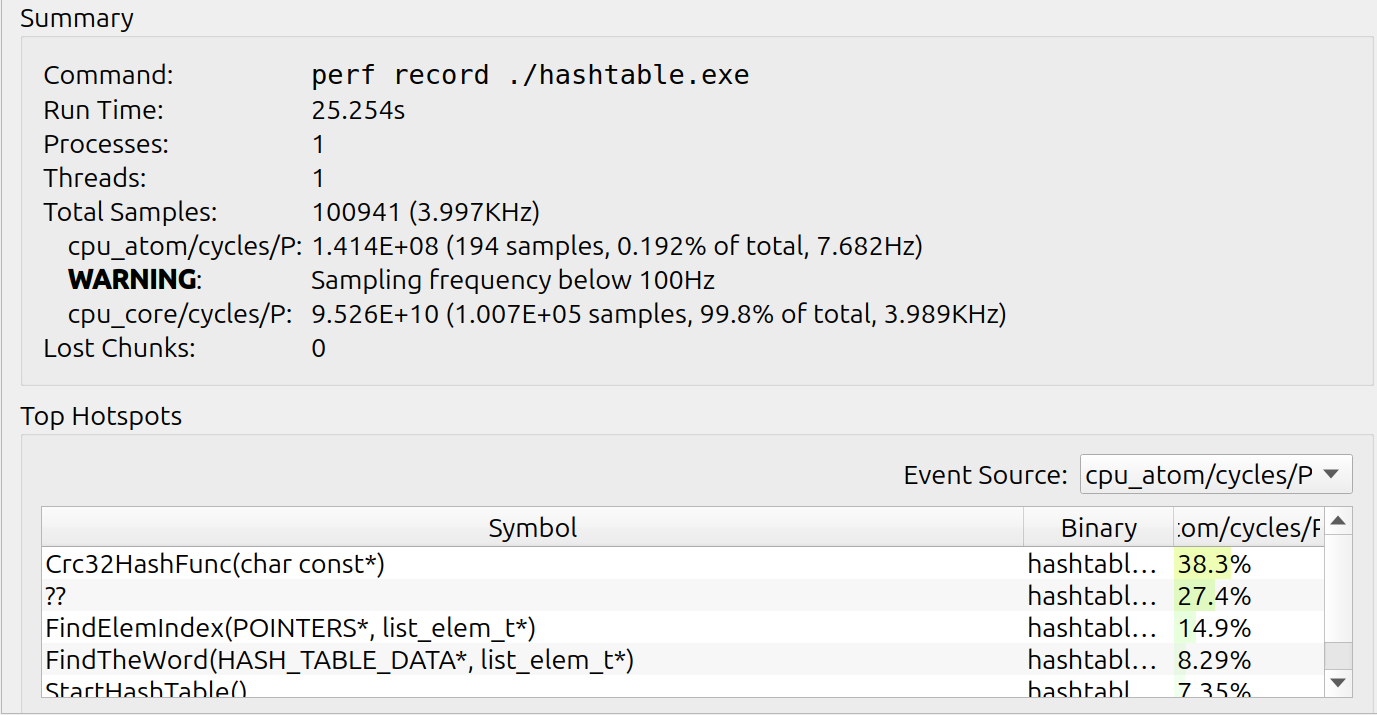 Summary
Command: perf record ./hashtable.exe
Run Time: 25.254s
Processes: 1
Threads: 1
Total Samples: 100941 (3.997KHz)
cpu_atom/cycles/P: 1.414E+08 (194 samples, 0.192% of total, 7.682Hz)
WARNING: Sampling frequency below 100Hz
cpu_core/cycles/P: 9.526E+10 (1.007E+05 samples, 99.8% of total, 3.989KHz)
Lost Chunks: 0
Top Hotspots
Event Source: cpu_atom/cycles/P
Symbol Binary tom/cycles/P
Crc32HashFunc(char const*) hashtabl... 38.3%
?? hashtabl... 27.4%
FindElemIndex(POINTERS*, list_elem_t*) hashtabl... 14.9%
FindTheWord(HASH_TABLE_DATA*, list_elem_t*) hashtabl... 8.29%
StartHashTable() hashtabl... 7.35%